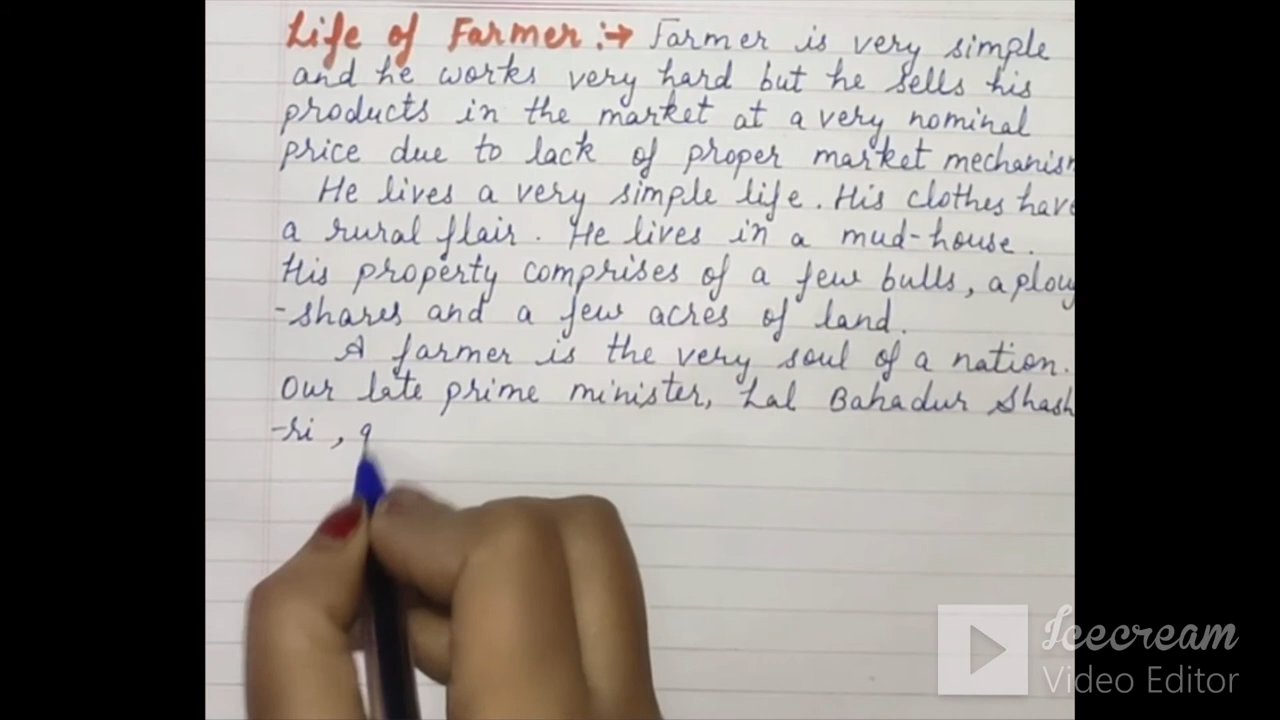 Life of Farmer :→ Farmer is very simple
and he works very hard but he sells his
products in the market at a very nominal
price due to lack of proper market mechanism
He lives a very simple life. His clothes have
a rural flair. He lives in a mud-house.
His property comprises of a few bulls, a ploug
-shares and a few acres of land.
A farmer is the very soul of a nation.
Our late prime minister, Lal Bahadur Shash
-ri ,
Icecream
Video Editor